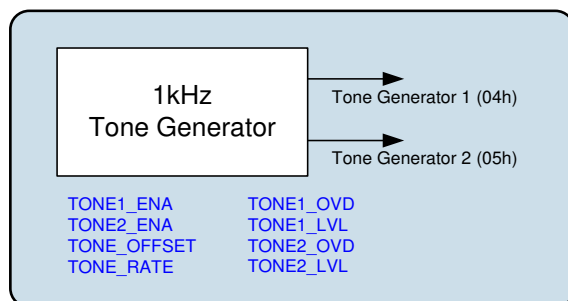 1kHz
Tone Generator
Tone Generator 1 (04h)
Tone Generator 2 (05h)
TONE1_ENA
TONE2_ENA
TONE_OFFSET
TONE_RATE
TONE1_OVD
TONE1_LVL
TONE2_OVD
TONE2_LVL